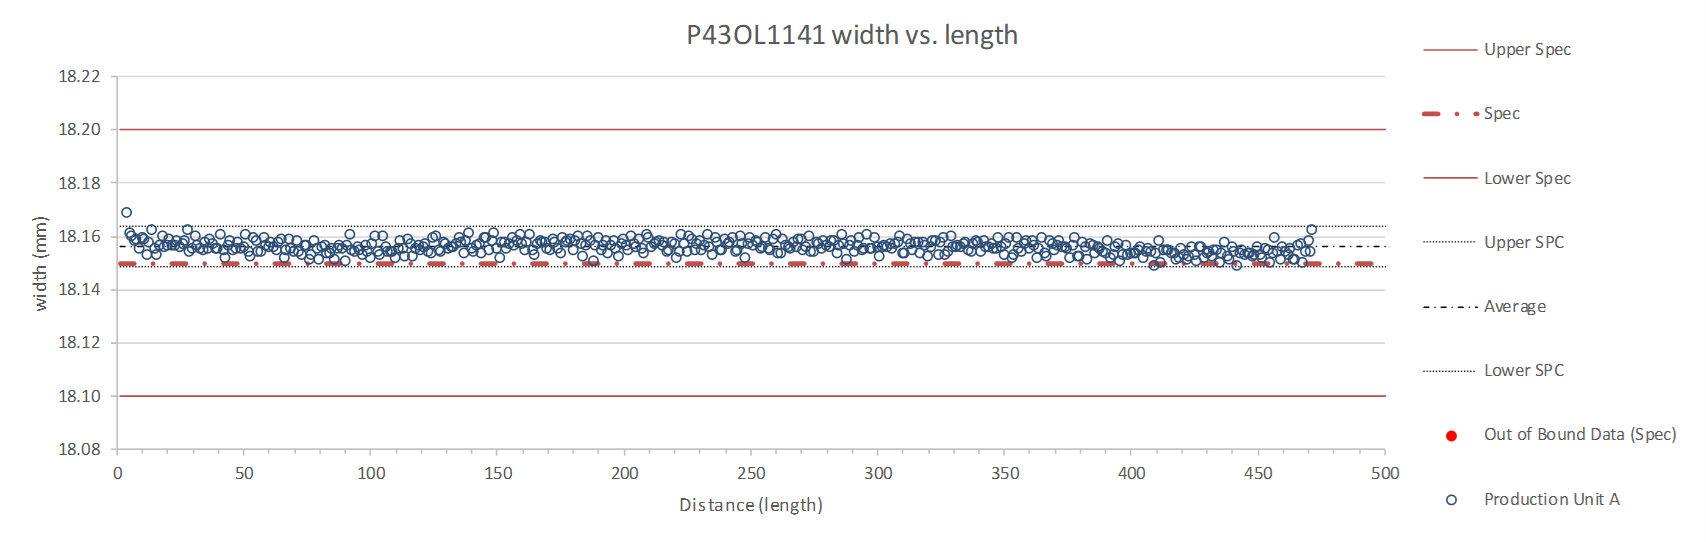 P43OL1141 width vs. length
18.22
18.20
18.18
18.16
18.14
18.12
18.10
18.08
width (mm)
0 50 100 150 200 250 300 350 400 450 500
Distance (length)
Upper Spec
Spec
Lower Spec
Upper SPC
Average
Lower SPC
Out of Bound Data (Spec)
Production Unit A